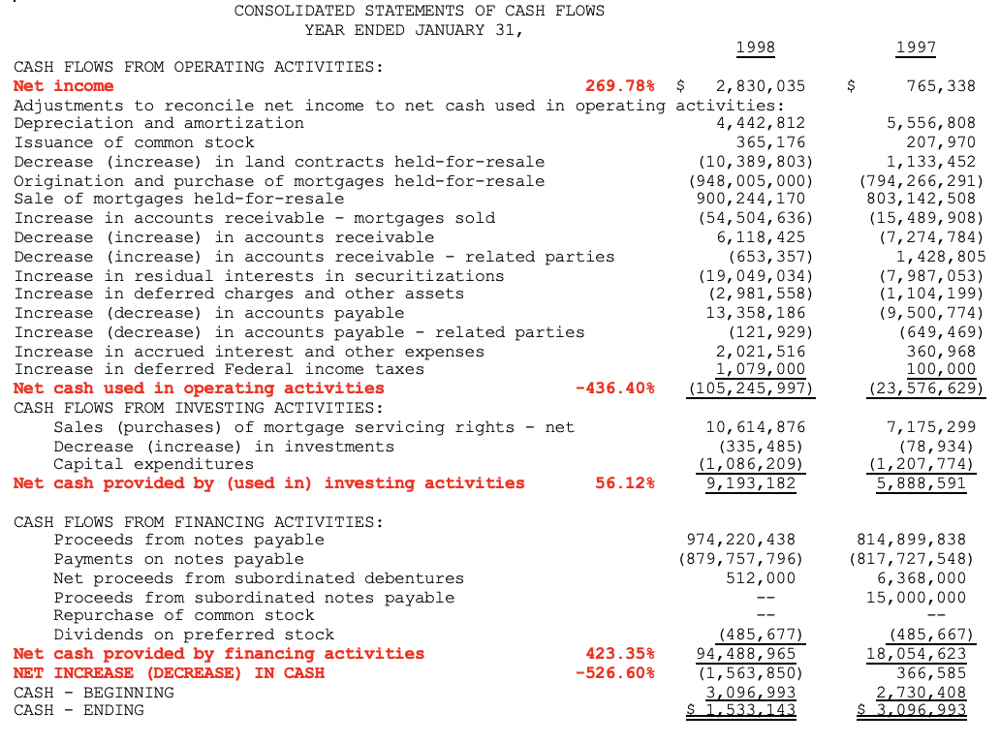 CONSOLIDATED STATEMENTS OF CASH FLOWS
YEAR ENDED JANUARY 31,
1998 1997
CASH FLOWS FROM OPERATING ACTIVITIES:
Net income 269.78% $ 2,830,035 $ 765,338
Adjustments to reconcile net income to net cash used in operating activities:
Depreciation and amortization 4,442,812 5,556,808
Issuance of common stock 365,176 207,970
Decrease (increase) in land contracts held-for-resale (10,389,803) 1,133,452
Origination and purchase of mortgages held-for-resale (948,005,000) (794,266,291)
Sale of mortgages held-for-resale 900,244,170 803,142,508
Increase in accounts receivable - mortgages sold (54,504,636) (15,489,908)
Decrease (increase) in accounts receivable 6,118,425 (7,274,784)
Decrease (increase) in accounts receivable - related parties (653,357) 1,428,805
Increase in residual interests in securitizations (19,049,034) (7,987,053)
Increase in deferred charges and other assets (2,981,558) (1,104,199)
Increase (decrease) in accounts payable 13,358,186 (9,500,774)
Increase (decrease) in accounts payable - related parties (121,929) (649,469)
Increase in accrued interest and other expenses 2,021,516 360,968
Increase in deferred Federal income taxes 1,079,000 100,000
Net cash used in operating activities -436.40% (105,245,997) (23,576,629)
CASH FLOWS FROM INVESTING ACTIVITIES:
Sales (purchases) of mortgage servicing rights - net 10,614,876 7,175,299
Decrease (increase) in investments (335,485) (78,934)
Capital expenditures (1,086,209) (1,207,774)
Net cash provided by (used in) investing activities 56.12% 9,193,182 5,888,591
CASH FLOWS FROM FINANCING ACTIVITIES:
Proceeds from notes payable 974,220,438 814,899,838
Payments on notes payable (879,757,796) (817,727,548)
Net proceeds from subordinated debentures 512,000 6,368,000
Proceeds from subordinated notes payable -- 15,000,000
Repurchase of common stock -- --
Dividends on preferred stock (485,677) (485,667)
Net cash provided by financing activities 423.35% 94,488,965 18,054,623
NET INCREASE (DECREASE) IN CASH -526.60% (1,563,850) 366,585
CASH - BEGINNING 3,096,993 2,730,408
CASH - ENDING $ 1,533,143 $ 3,096,993